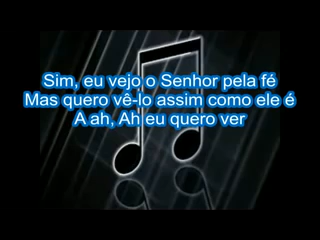 Sim, eu vejo o Senhor pela fé
Mas quero vê-lo assim como ele é
A ah, Ah eu quero ver